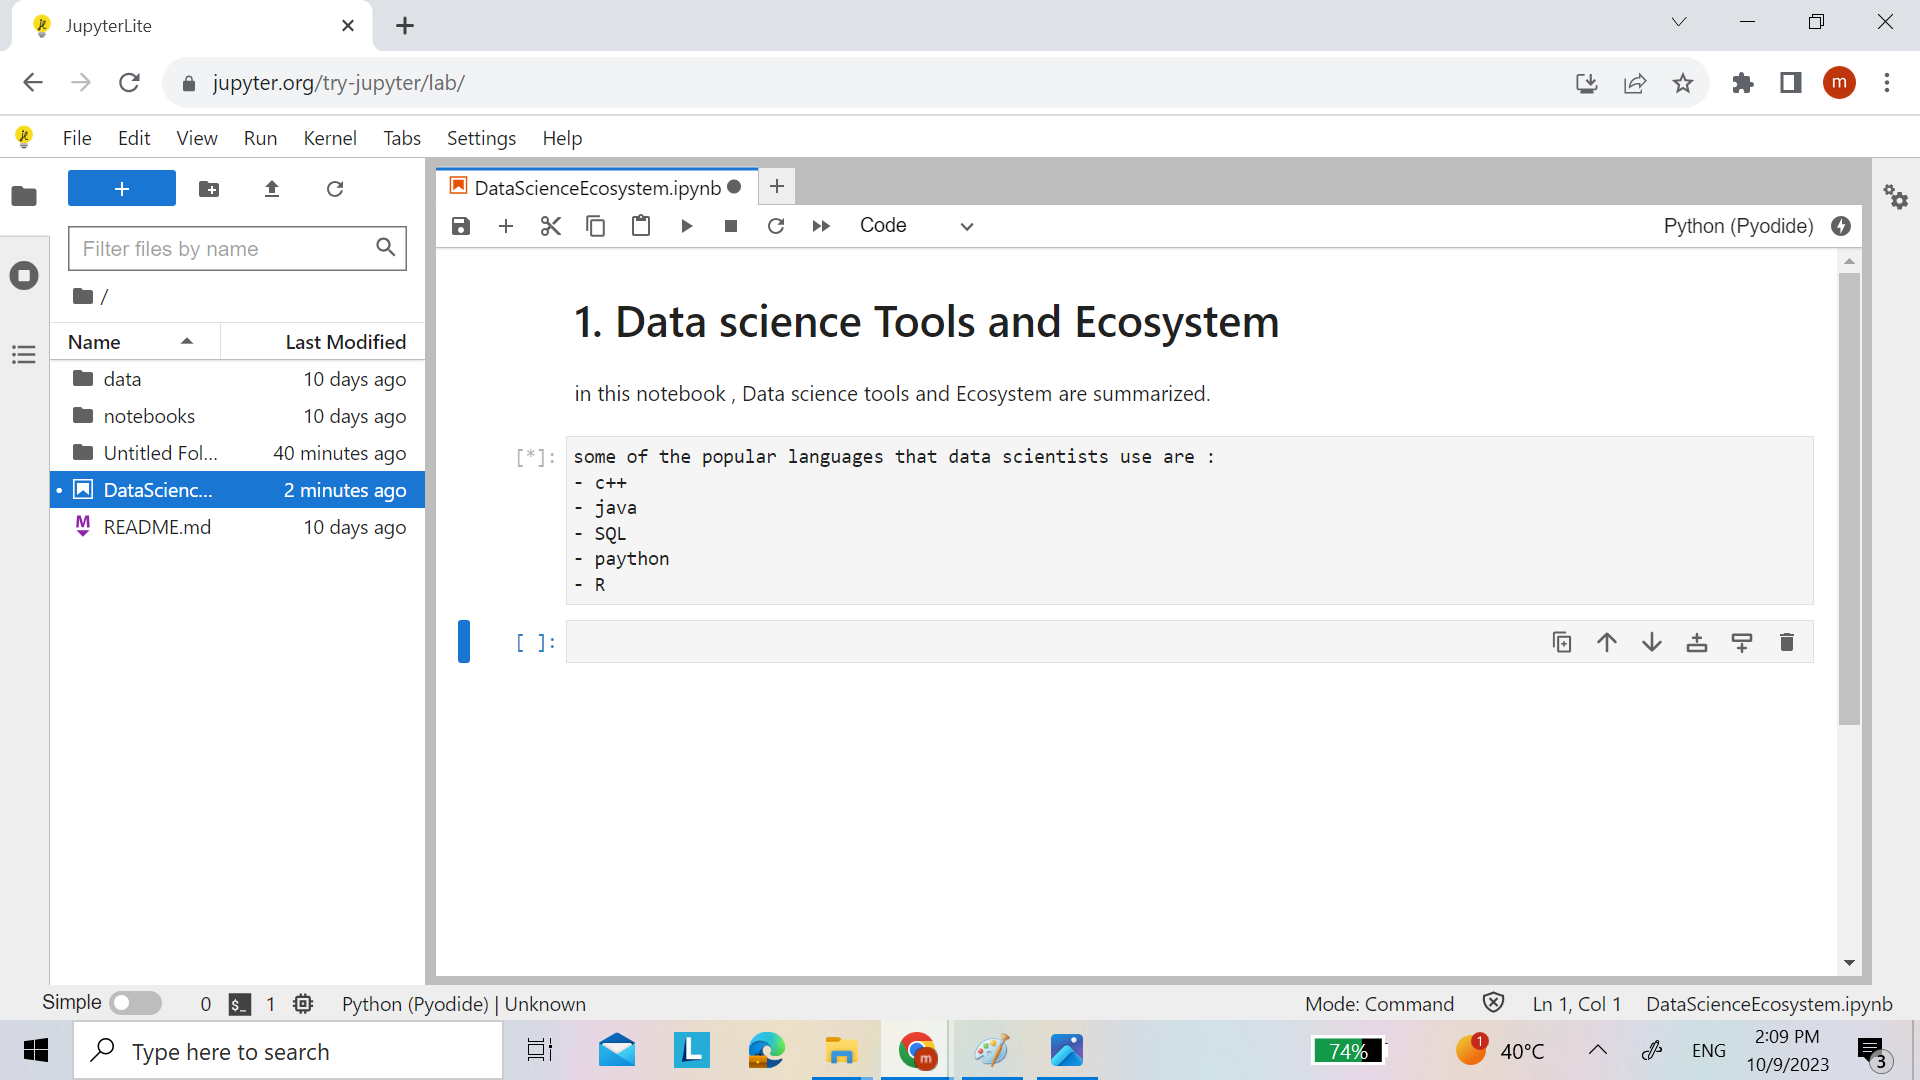 JupyterLite
jupyter.org/try-jupyter/lab/
m
File Edit View Run Kernel Tabs Settings Help
DataScienceEcosystem.ipynb
Code
Python (Pyodide)
Filter files by name
/
Name Last Modified
data 10 days ago
notebooks 10 days ago
Untitled Fol... 40 minutes ago
DataScienc... 2 minutes ago
README.md 10 days ago
1. Data science Tools and Ecosystem
in this notebook , Data science tools and Ecosystem are summarized.
[*]: some of the popular languages that data scientists use are :
- c++
- java
- SQL
- paython
- R
[ ]:
Simple 0 $_ 1 Python (Pyodide) | Unknown
Mode: Command Ln 1, Col 1 DataScienceEcosystem.ipynb
Type here to search
L
m
74%
1
40°C
ENG
2:09 PM
10/9/2023
3